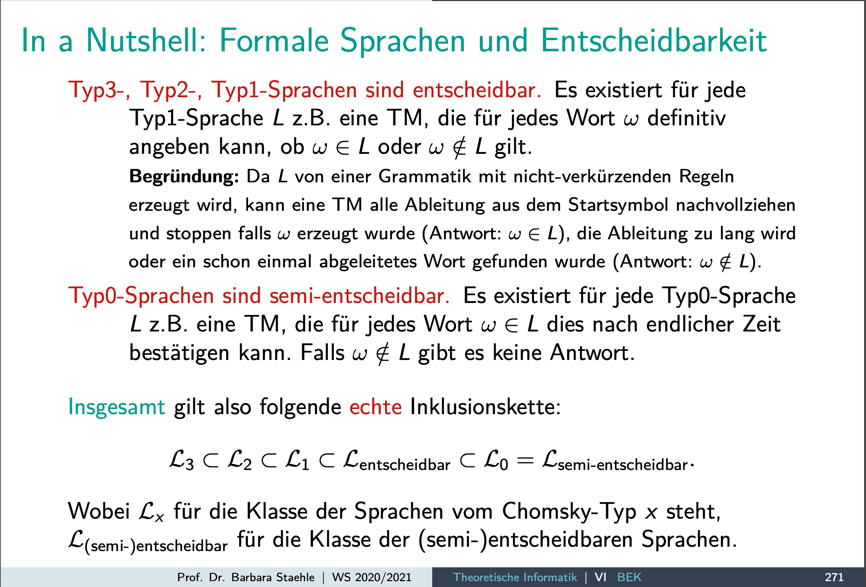 In a Nutshell: Formale Sprachen und Entscheidbarkeit
Typ3-, Typ2-, Typ1-Sprachen sind entscheidbar. Es existiert für jede
Typ1-Sprache L z.B. eine TM, die für jedes Wort ω definitiv
angeben kann, ob ω ∈ L oder ω ∉ L gilt.
Begründung: Da L von einer Grammatik mit nicht-verkürzenden Regeln
erzeugt wird, kann eine TM alle Ableitung aus dem Startsymbol nachvollziehen
und stoppen falls ω erzeugt wurde (Antwort: ω ∈ L), die Ableitung zu lang wird
oder ein schon einmal abgeleitetes Wort gefunden wurde (Antwort: ω ∉ L).
Typ0-Sprachen sind semi-entscheidbar. Es existiert für jede Typ0-Sprache
L z.B. eine TM, die für jedes Wort ω ∈ L dies nach endlicher Zeit
bestätigen kann. Falls ω ∉ L gibt es keine Antwort.
Insgesamt gilt also folgende echte Inklusionskette:
ℒ₃ ⊂ ℒ₂ ⊂ ℒ₁ ⊂ ℒ_entscheidbar ⊂ ℒ₀ = ℒ_semi-entscheidbar.
Wobei ℒₓ für die Klasse der Sprachen vom Chomsky-Typ x steht,
ℒ_(semi-)entscheidbar für die Klasse der (semi-)entscheidbaren Sprachen.
Prof. Dr. Barbara Staehle | WS 2020/2021 Theoretische Informatik | VI BEK 271